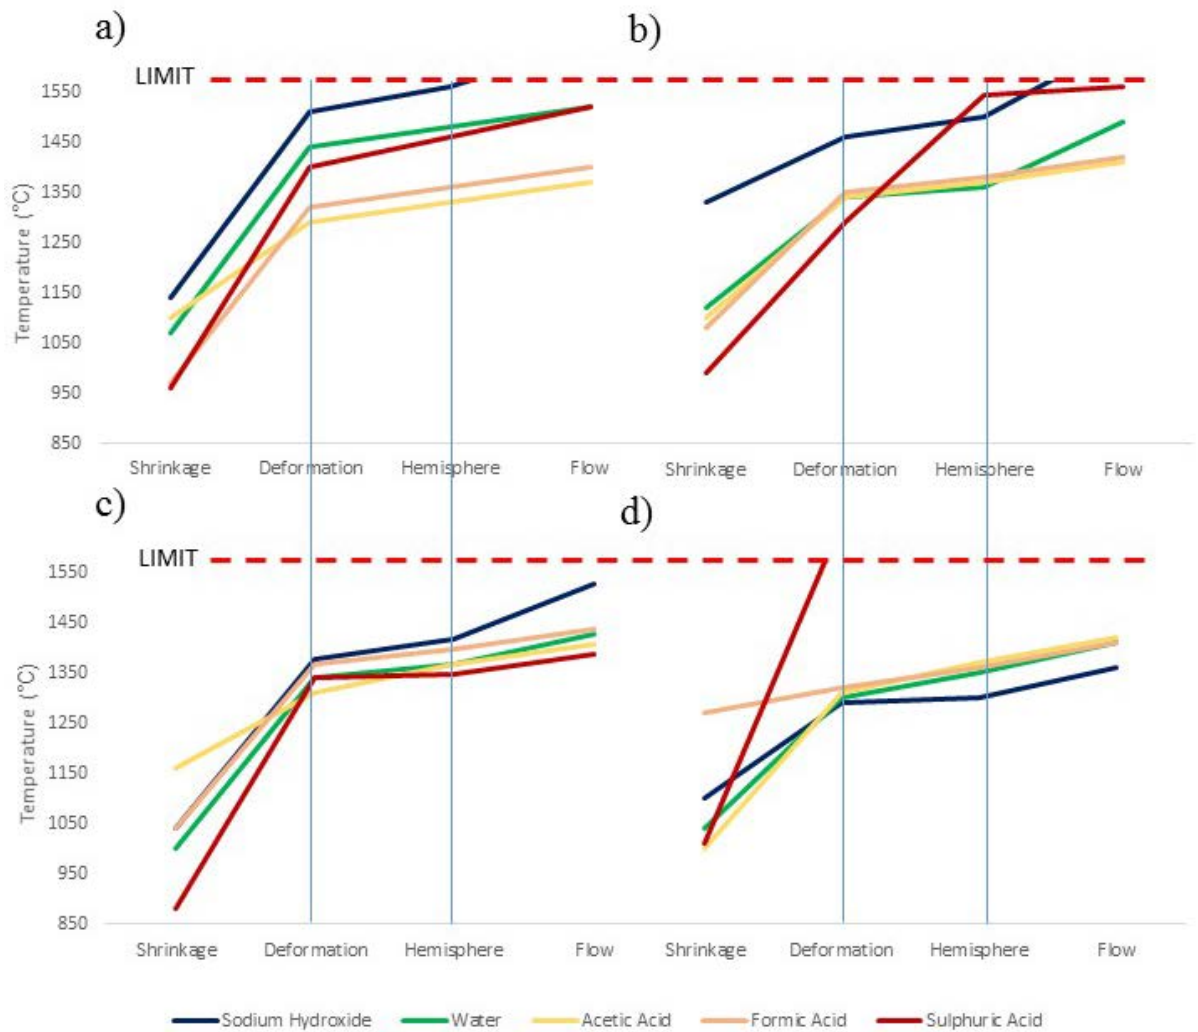 a)
b)
LIMIT
1550
1450
1350
1250
1150
1050
950
850
Temperature (°C)
Shrinkage Deformation Hemisphere Flow
Shrinkage Deformation Hemisphere Flow
c)
d)
LIMIT
1550
1450
1350
1250
1150
1050
950
850
Temperature (°C)
Shrinkage Deformation Hemisphere Flow
Shrinkage Deformation Hemisphere Flow
Sodium Hydroxide Water Acetic Acid Formic Acid Sulphuric Acid